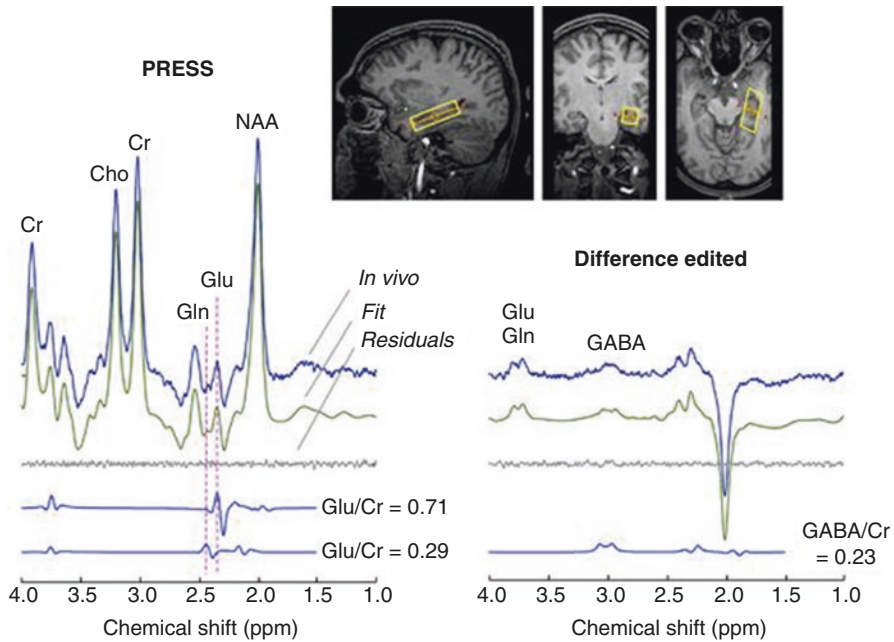 PRESS
NAA
Cr
Cho
Cr
In vivo
Glu
Fit
Gln
Residuals
Glu/Cr = 0.71
Glu/Cr = 0.29
4.0 3.5 3.0 2.5 2.0 1.5 1.0
Chemical shift (ppm)
Difference edited
Glu
Gln
GABA
GABA/Cr
= 0.23
4.0 3.5 3.0 2.5 2.0 1.5 1.0
Chemical shift (ppm)